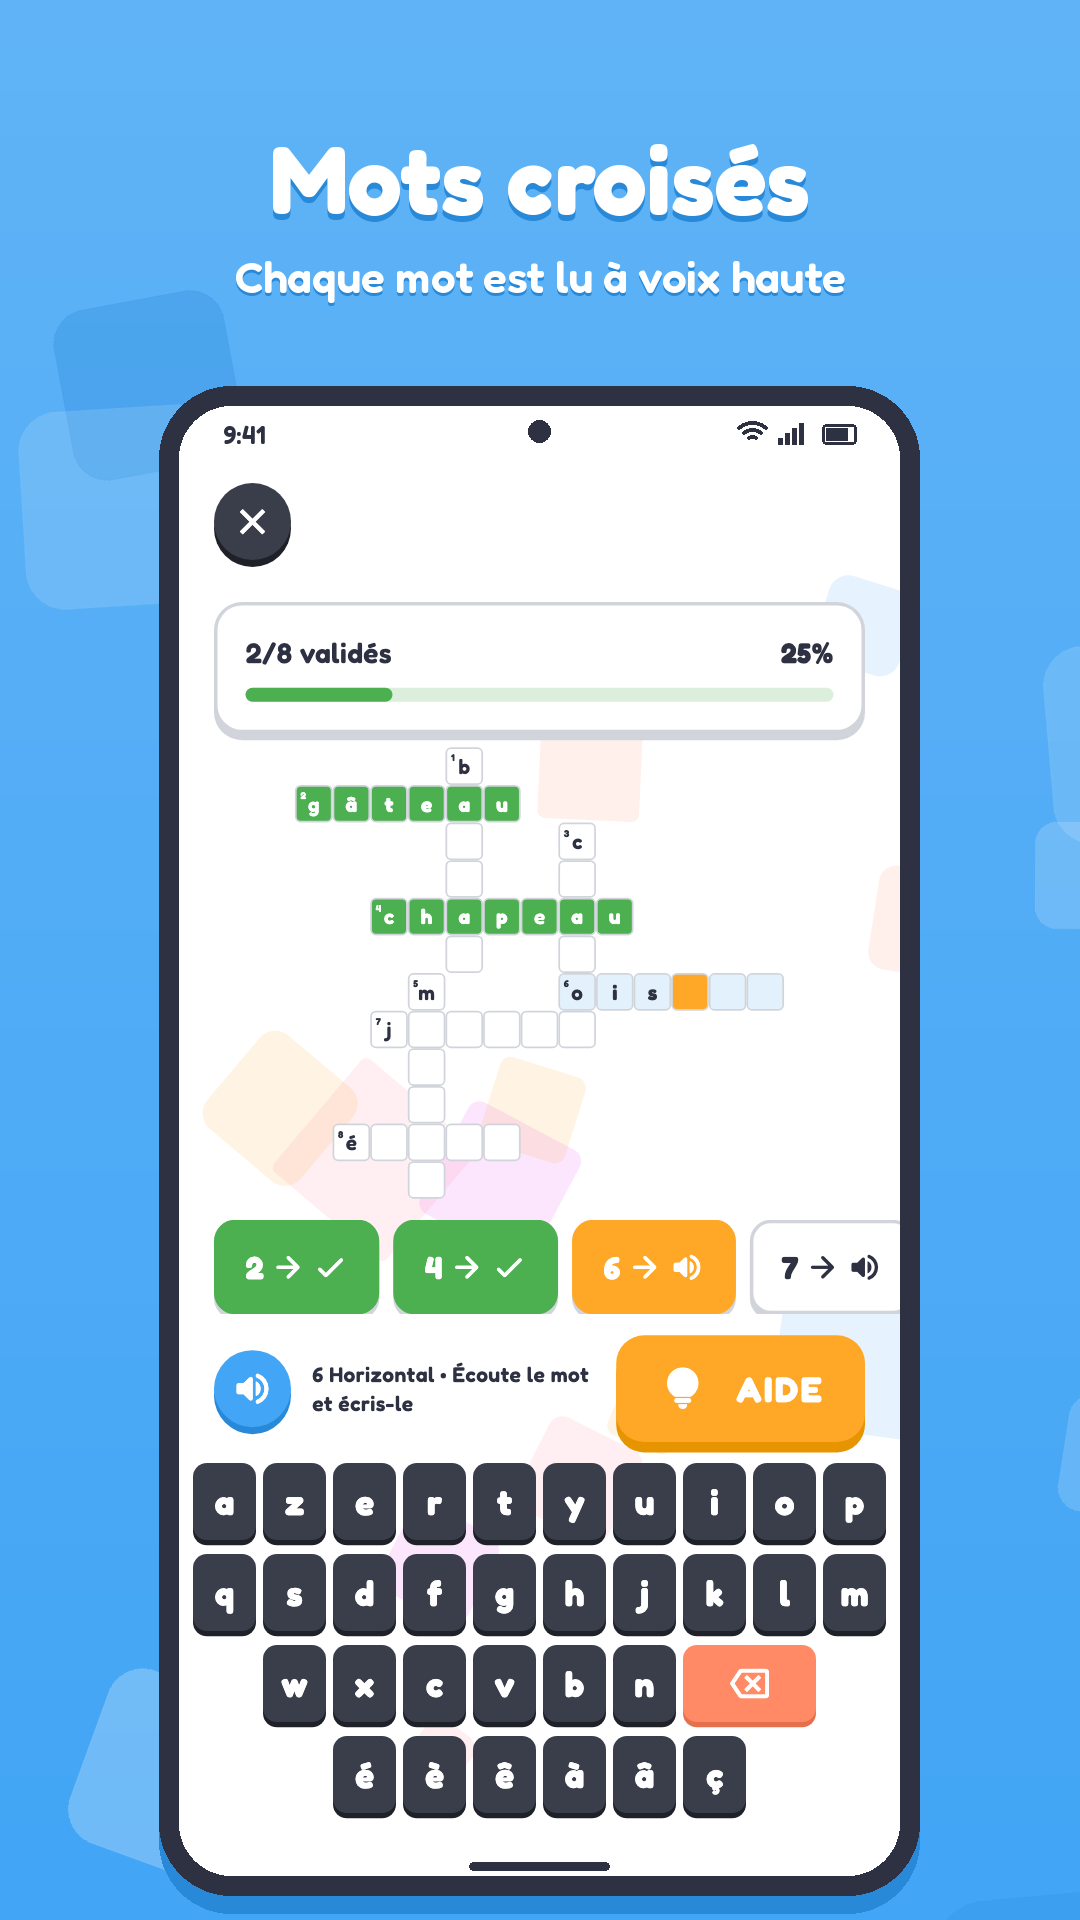 Mots croisés
Chaque mot est lu à voix haute
9:41
2/8 validés 25%
1 b
2 g â t e a u
3 c
4 c h a p e a u
5 m 6 o i s
7 j
8 é
2 → ✓ 4 → ✓ 6 → 7 →
6 Horizontal • Écoute le mot
et écris-le
AIDE
a z e r t y u i o p
q s d f g h j k l m
w x c v b n
é è ê à â ç